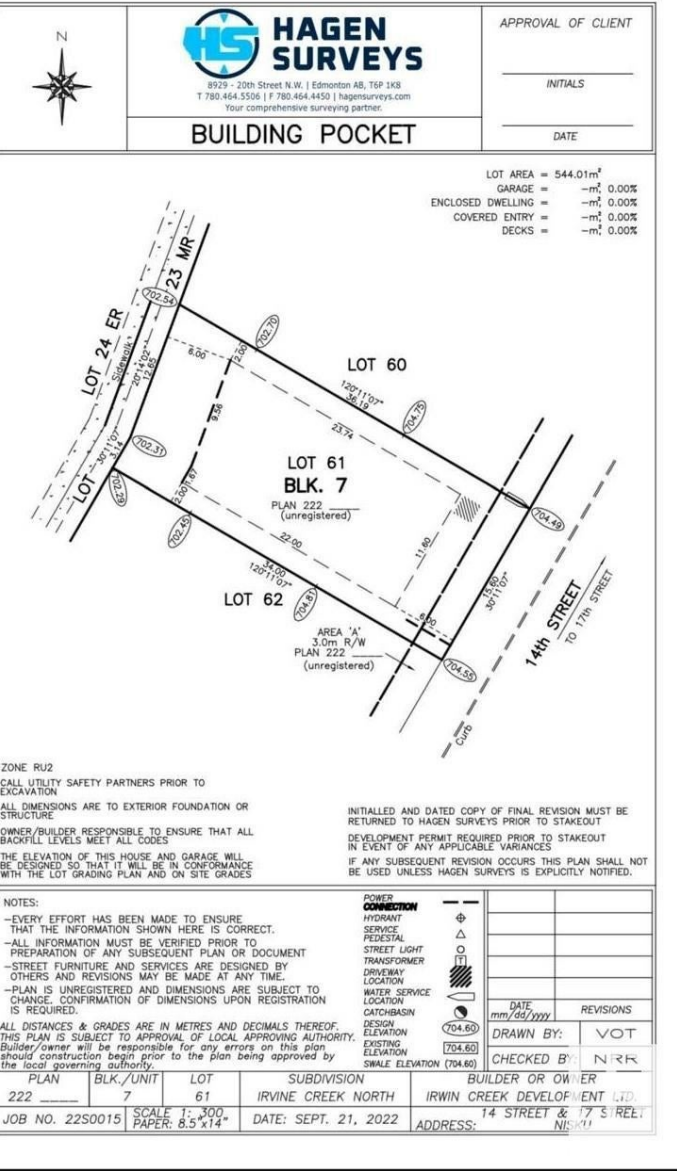 N
HS
HAGEN
SURVEYS
8929 - 20th Street N.W. | Edmonton AB, T6P 1K8
T 780.464.5506 | F 780.464.4450 | hagensurveys.com
Your comprehensive surveying partner.
BUILDING POCKET
APPROVAL OF CLIENT
INITIALS
DATE
LOT AREA = 544.01m²
GARAGE = -m², 0.00%
ENCLOSED DWELLING = -m², 0.00%
COVERED ENTRY = -m², 0.00%
DECKS = -m², 0.00%
23 MR
702.54
LOT 24 ER
Sidewalk
20°14'02"
12.65
6.00
2.00
702.70
LOT 60
120°11'07"
36.19
704.75
23.74
9.56
30°11'07"
3.14
702.31
LOT
702.29
LOT 61
BLK. 7
PLAN 222 ____
(unregistered)
1.67
2.00
702.45
22.00
11.60
704.49
34.00
120°11'07"
704.81
LOT 62
15.60
30°11'07"
6.00
AREA 'A'
3.0m R/W
PLAN 222 ____
(unregistered)
704.55
14th STREET
TO 17th STREET
Curb
ZONE RU2
CALL UTILITY SAFETY PARTNERS PRIOR TO
EXCAVATION
ALL DIMENSIONS ARE TO EXTERIOR FOUNDATION OR
STRUCTURE
OWNER/BUILDER RESPONSIBLE TO ENSURE THAT ALL
BACKFILL LEVELS MEET ALL CODES
THE ELEVATION OF THIS HOUSE AND GARAGE WILL
BE DESIGNED SO THAT IT WILL BE IN CONFORMANCE
WITH THE LOT GRADING PLAN AND ON SITE GRADES
INITIALLED AND DATED COPY OF FINAL REVISION MUST BE
RETURNED TO HAGEN SURVEYS PRIOR TO STAKEOUT
DEVELOPMENT PERMIT REQUIRED PRIOR TO STAKEOUT
IN EVENT OF ANY APPLICABLE VARIANCES
IF ANY SUBSEQUENT REVISION OCCURS THIS PLAN SHALL NOT
BE USED UNLESS HAGEN SURVEYS IS EXPLICITLY NOTIFIED.
NOTES:
-EVERY EFFORT HAS BEEN MADE TO ENSURE
THAT THE INFORMATION SHOWN HERE IS CORRECT.
-ALL INFORMATION MUST BE VERIFIED PRIOR TO
PREPARATION OF ANY SUBSEQUENT PLAN OR DOCUMENT
-STREET FURNITURE AND SERVICES ARE DESIGNED BY
OTHERS AND REVISIONS MAY BE MADE AT ANY TIME.
-PLAN IS UNREGISTERED AND DIMENSIONS ARE SUBJECT TO
CHANGE. CONFIRMATION OF DIMENSIONS UPON REGISTRATION
IS REQUIRED.
ALL DISTANCES & GRADES ARE IN METRES AND DECIMALS THEREOF.
THIS PLAN IS SUBJECT TO APPROVAL OF LOCAL APPROVING AUTHORITY.
Builder/owner will be responsible for any errors on this plan
should construction begin prior to the plan being approved by
the local governing authority.
POWER
CONNECTION
HYDRANT
SERVICE
PEDESTAL
STREET LIGHT
TRANSFORMER T
DRIVEWAY
LOCATION
WATER SERVICE
LOCATION
CATCHBASIN
DESIGN
ELEVATION 704.60
EXISTING
ELEVATION 704.60
SWALE ELEVATION (704.60)
DATE
mm/dd/yyyy
REVISIONS
DRAWN BY: VOT
CHECKED BY: NRR
PLAN BLK./UNIT LOT SUBDIVISION BUILDER OR OWNER
222 ____ 7 61 IRVINE CREEK NORTH IRWIN CREEK DEVELOPMENT LTD.
JOB NO. 22S0015 SCALE 1: 300 PAPER: 8.5"x14" DATE: SEPT. 21, 2022 ADDRESS: 14 STREET & 17 STREET
NISKU